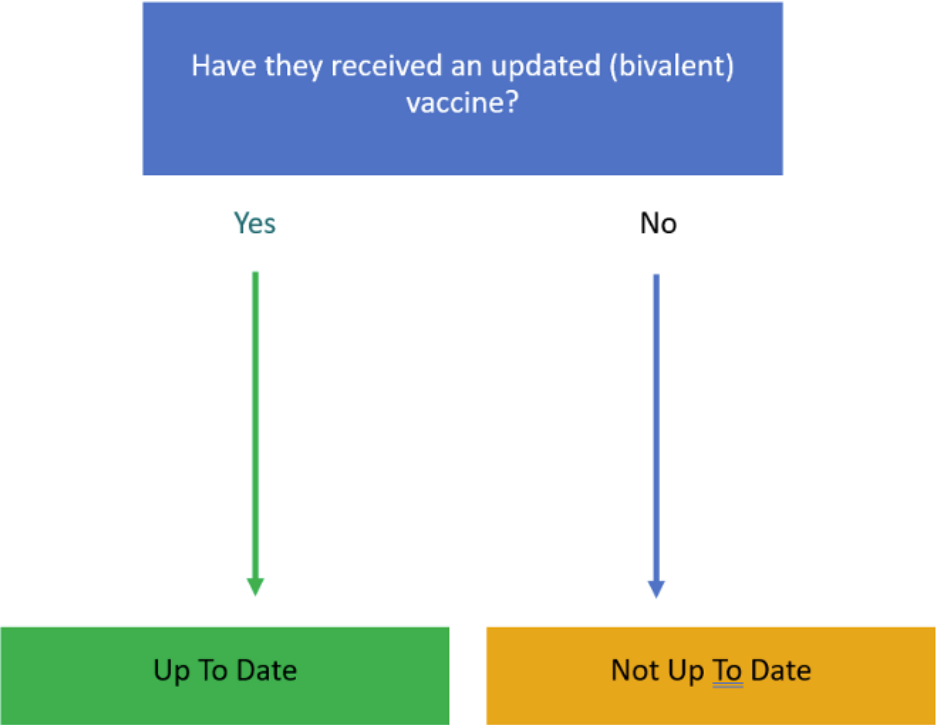 Have they received an updated (bivalent)
vaccine?
Yes
No
Up To Date
Not Up To Date